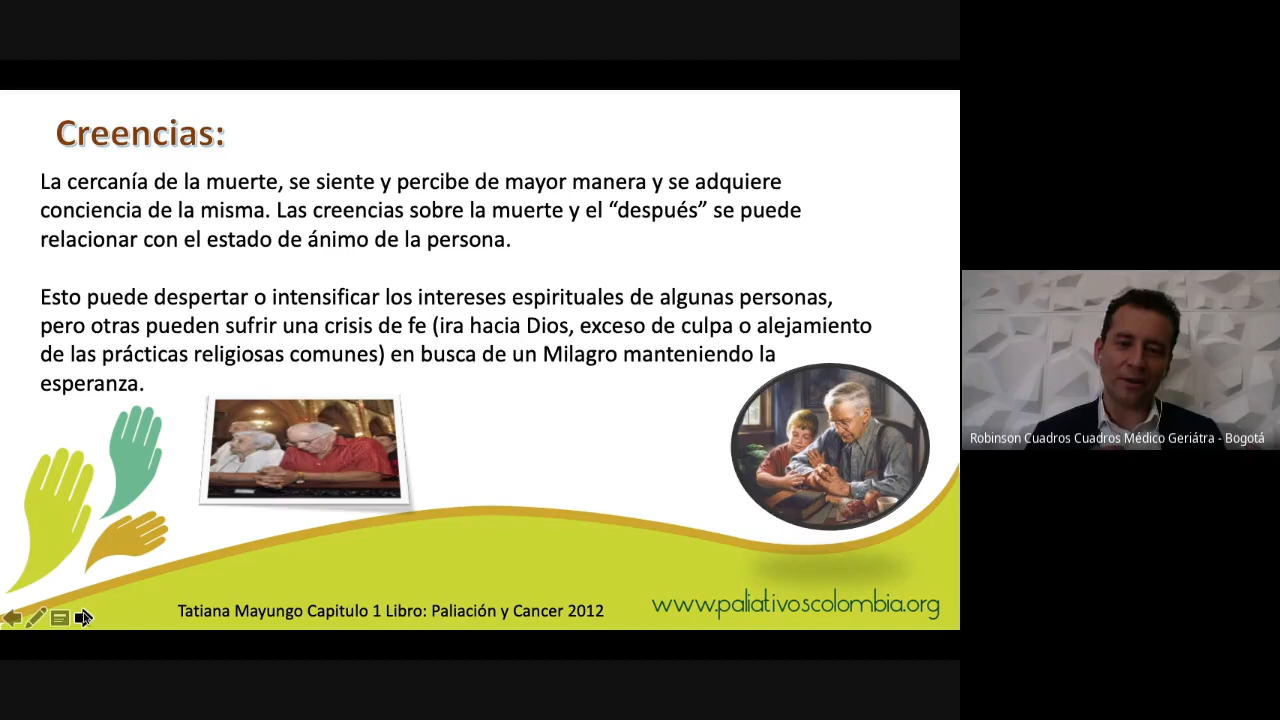 Creencias:
La cercanía de la muerte, se siente y percibe de mayor manera y se adquiere
conciencia de la misma. Las creencias sobre la muerte y el “después” se puede
relacionar con el estado de ánimo de la persona.
Esto puede despertar o intensificar los intereses espirituales de algunas personas,
pero otras pueden sufrir una crisis de fe (ira hacia Dios, exceso de culpa o alejamiento
de las prácticas religiosas comunes) en busca de un Milagro manteniendo la
esperanza.
Robinson Cuadros Cuadros Médico Geriátra - Bogotá
Tatiana Mayungo Capitulo 1 Libro: Paliación y Cancer 2012
www.paliativoscolombia.org